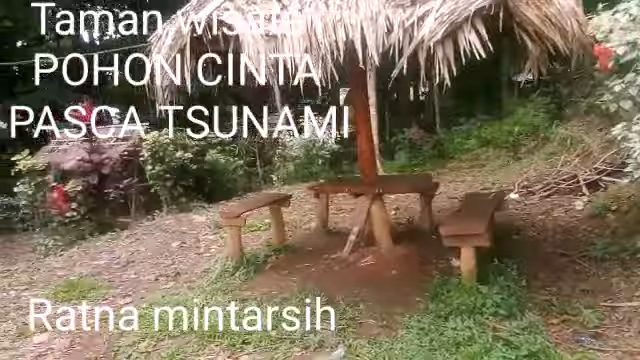 Taman wisata
POHON CINTA
PASCA TSUNAMI
Ratna mintarsih